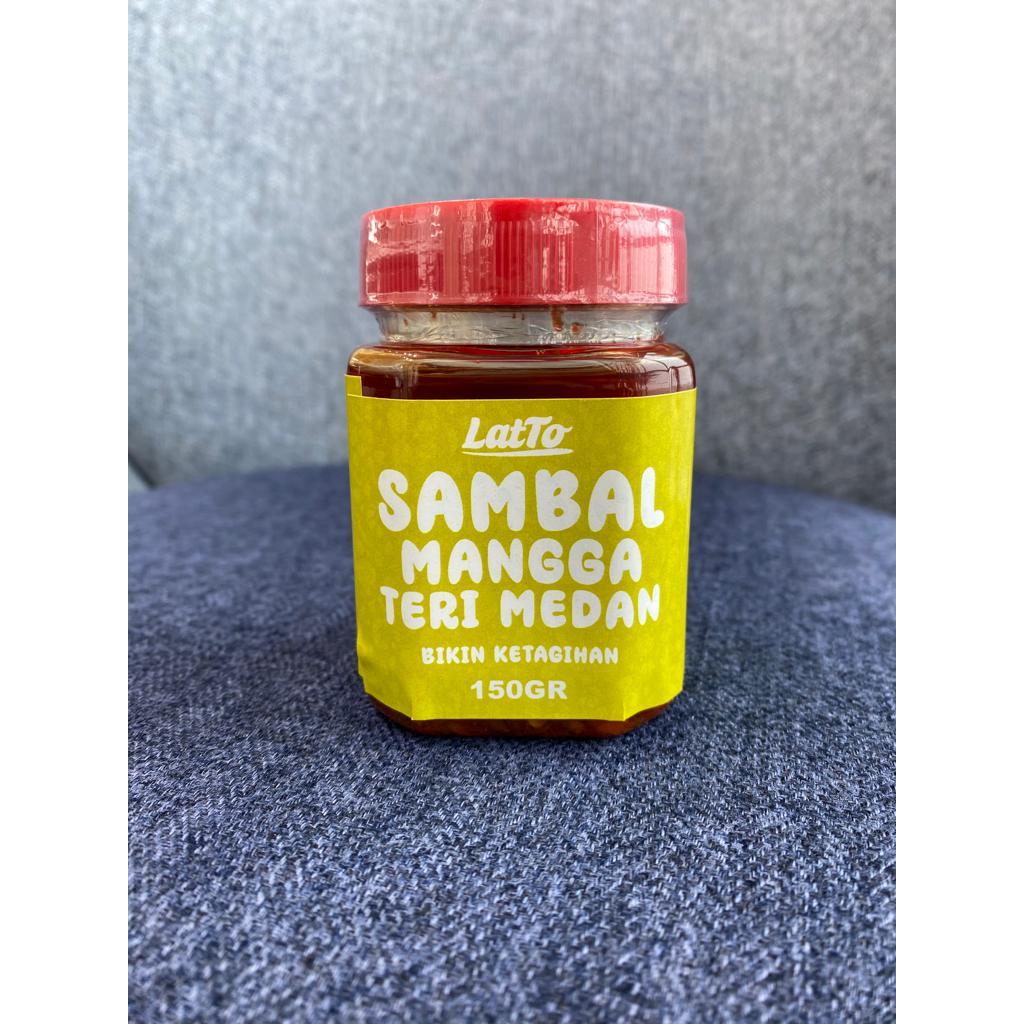 LatTo
SAMBAL
MANGGA
TERI MEDAN
BIKIN KETAGIHAN
150GR